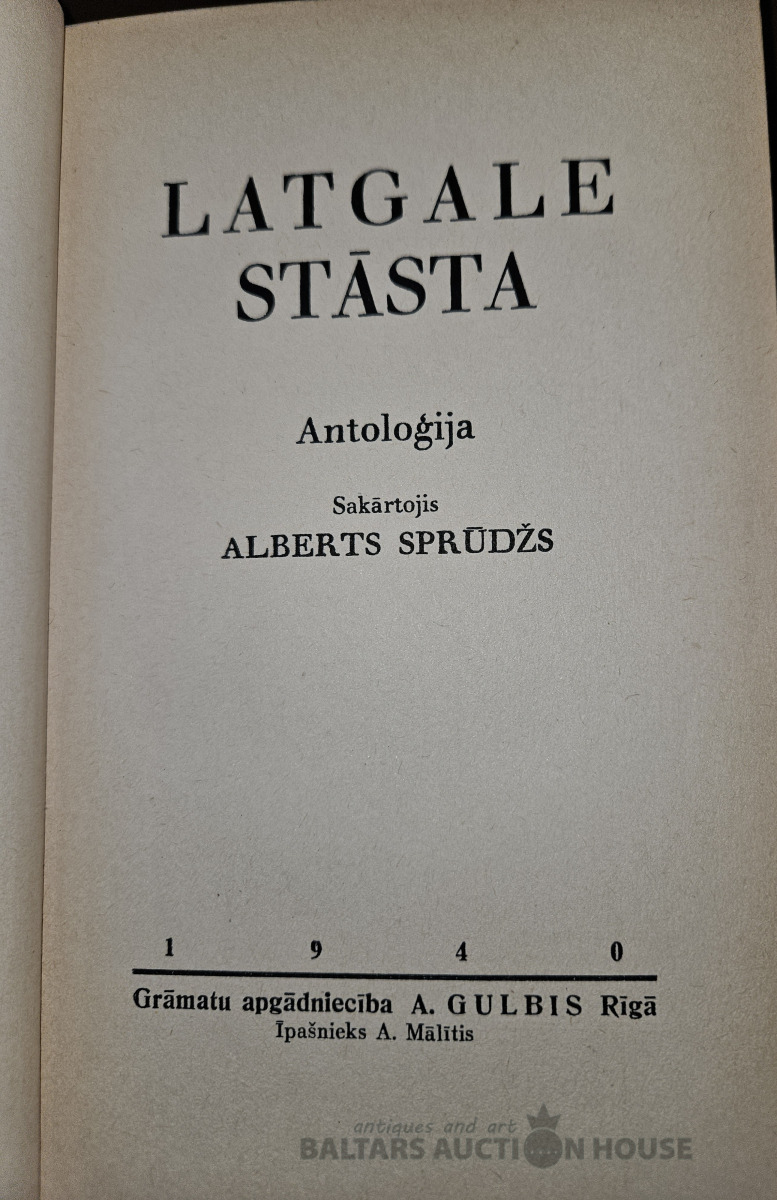 LATGALE
STĀSTA
Antoloģija
Sakārtojis
ALBERTS SPRŪDŽS
1 9 4 0
Grāmatu apgādniecība A. GULBIS Rīgā
Īpašnieks A. Mālītis
antiques and art
BALTARS AUCTION HOUSE